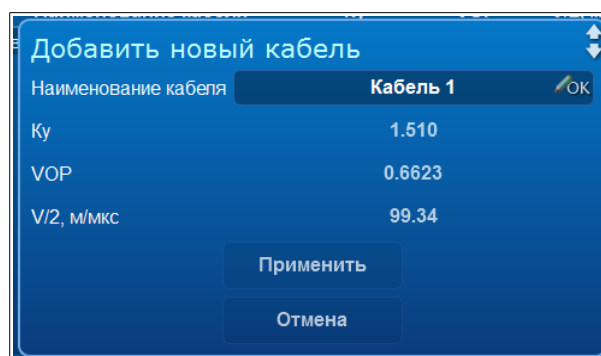 Добавить новый кабель
Наименование кабеля Кабель 1 OK
Ку 1.510
VOP 0.6623
V/2, м/мкс 99.34
Применить
Отмена